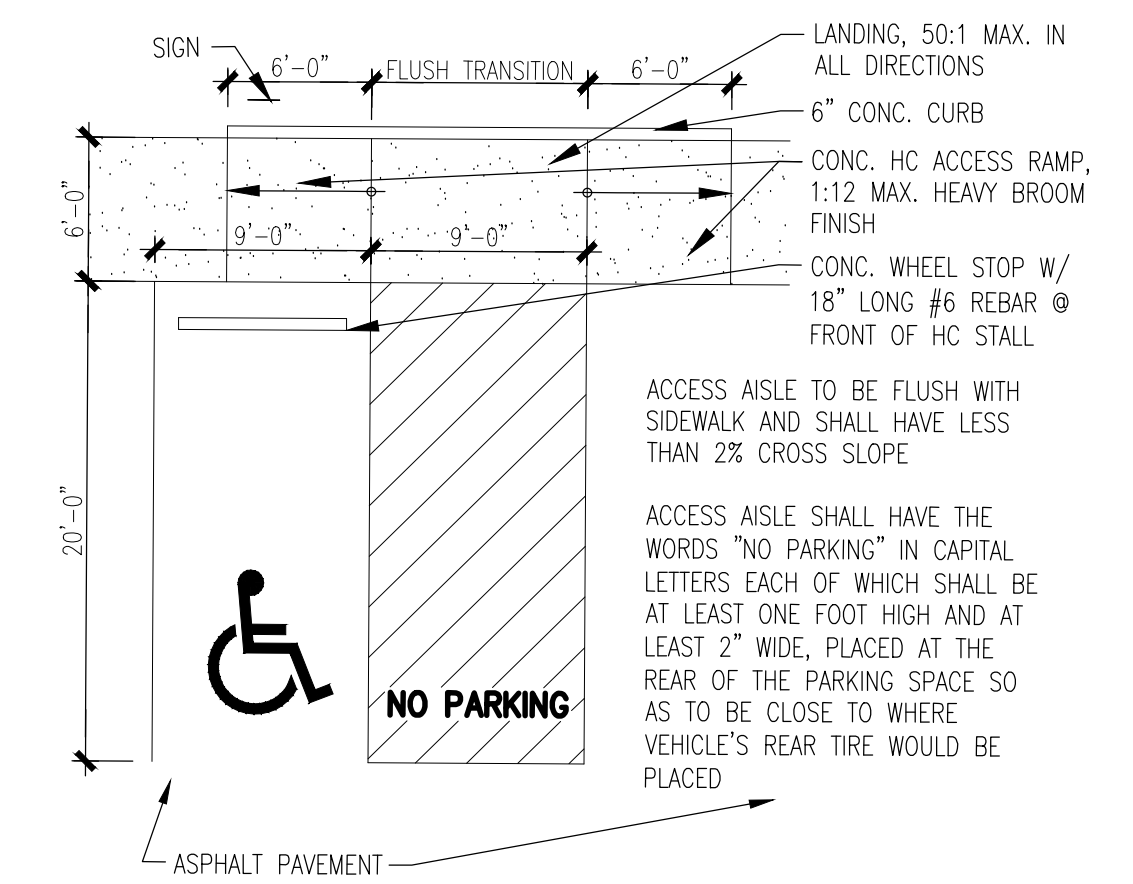 SIGN
6'-0"
FLUSH TRANSITION
6'-0"
LANDING, 50:1 MAX. IN
ALL DIRECTIONS
6" CONC. CURB
CONC. HC ACCESS RAMP,
1:12 MAX. HEAVY BROOM
FINISH
6'-0"
9'-0"
9'-0"
CONC. WHEEL STOP W/
18" LONG #6 REBAR @
FRONT OF HC STALL
ACCESS AISLE TO BE FLUSH WITH
SIDEWALK AND SHALL HAVE LESS
THAN 2% CROSS SLOPE
20'-0"
ACCESS AISLE SHALL HAVE THE
WORDS "NO PARKING" IN CAPITAL
LETTERS EACH OF WHICH SHALL BE
AT LEAST ONE FOOT HIGH AND AT
LEAST 2" WIDE, PLACED AT THE
REAR OF THE PARKING SPACE SO
AS TO BE CLOSE TO WHERE
VEHICLE'S REAR TIRE WOULD BE
PLACED
NO PARKING
ASPHALT PAVEMENT